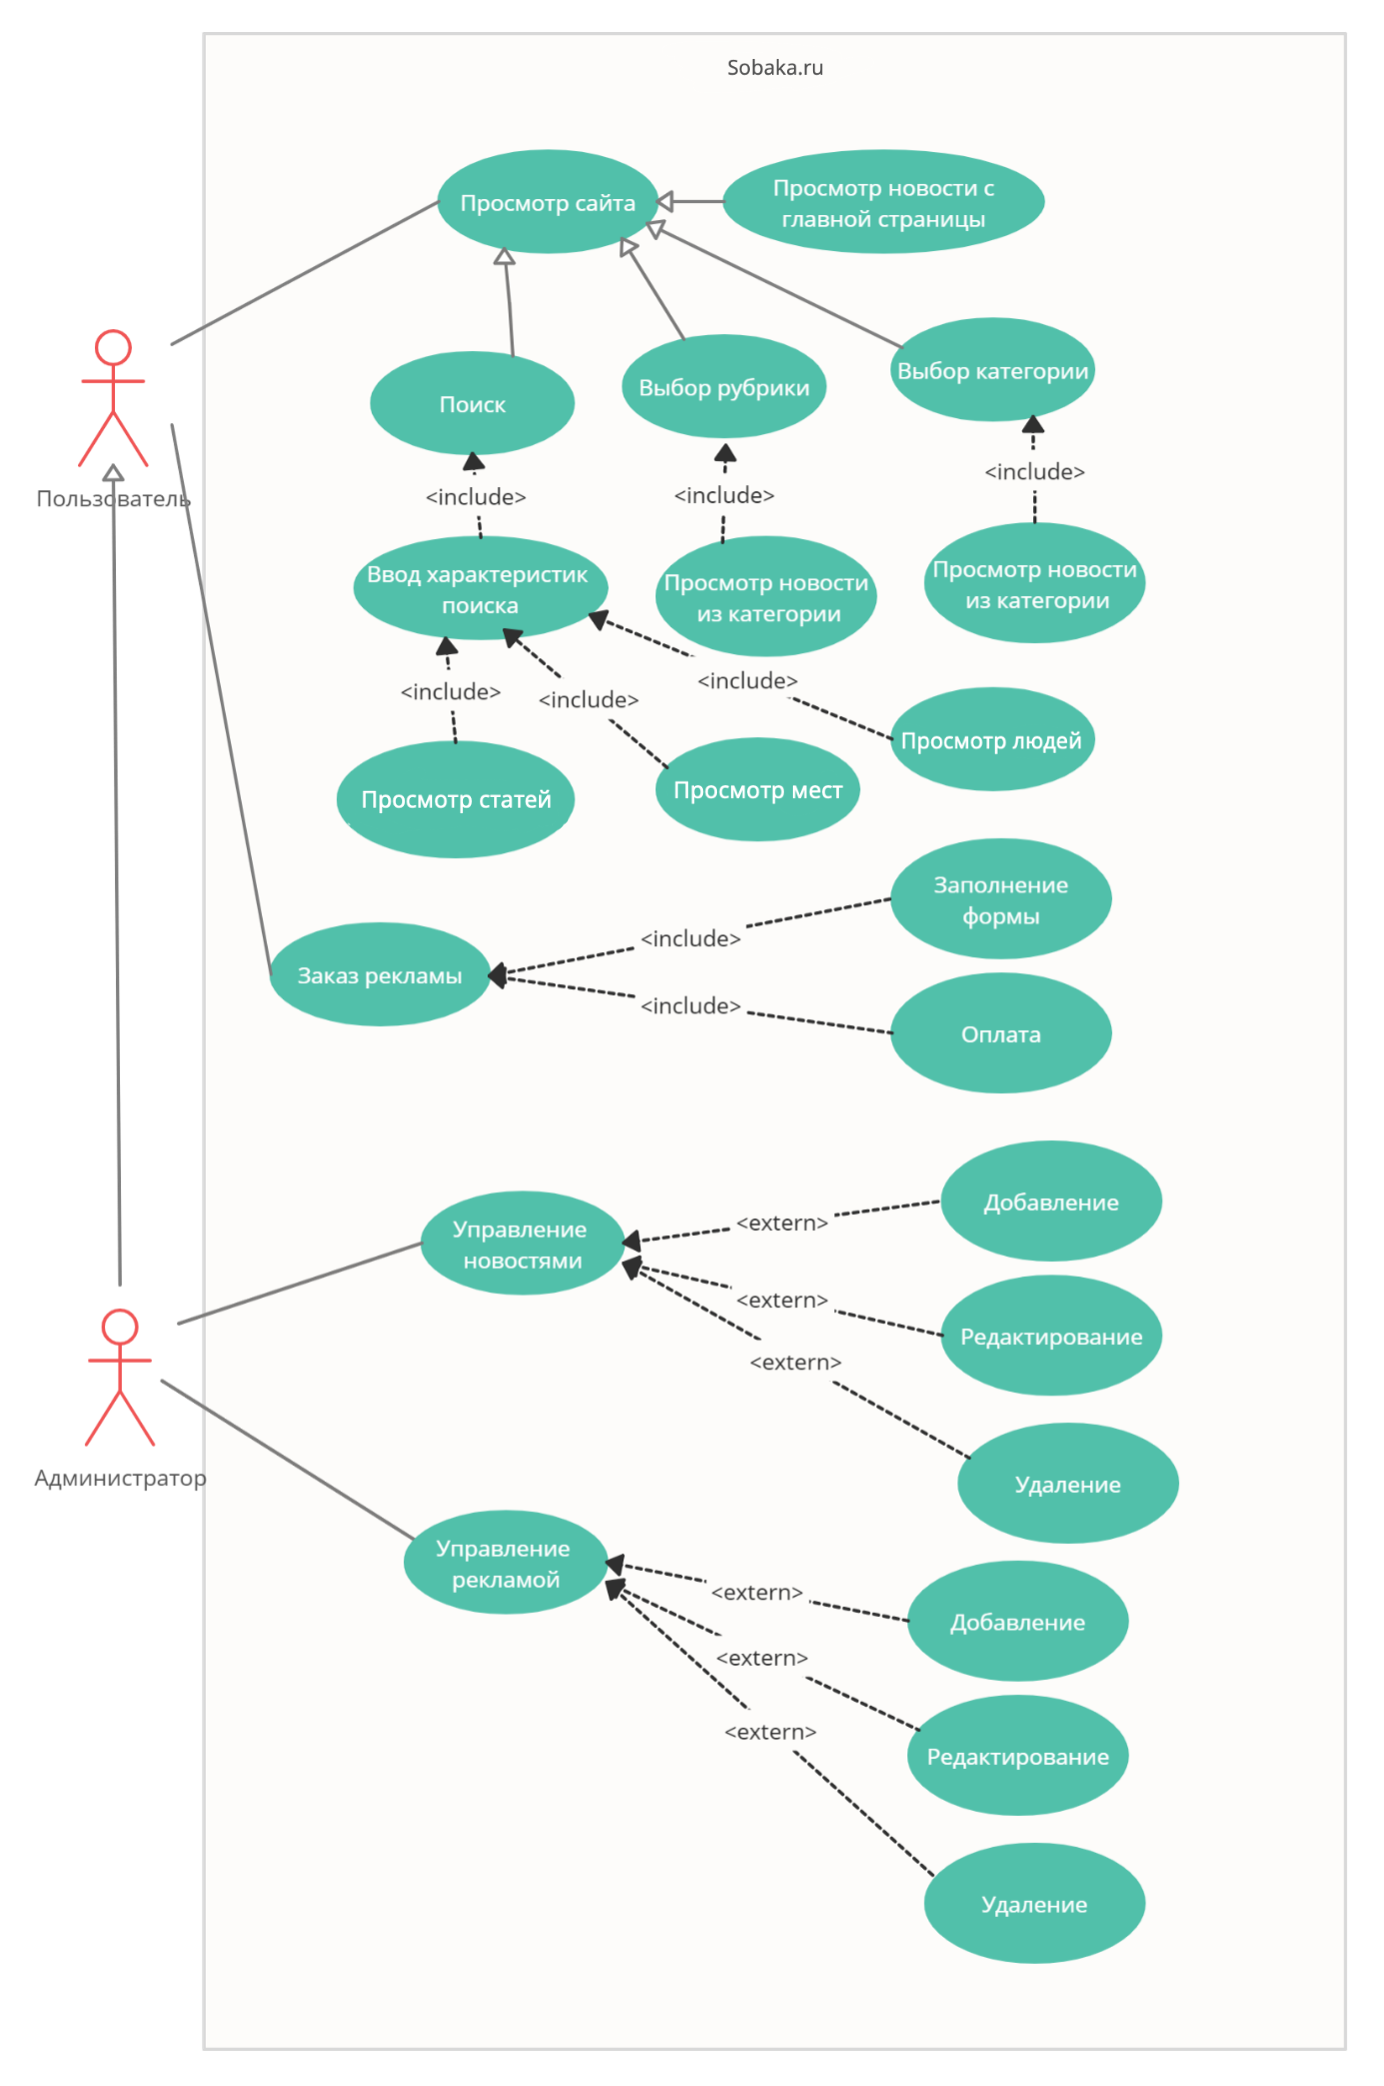 Sobaka.ru
Просмотр сайта
Просмотр новости с
главной страницы
Поиск
Выбор рубрики
Выбор категории
Пользователь
<include>
<include>
<include>
Ввод характеристик
поиска
Просмотр новости
из категории
Просмотр новости
из категории
<include>
<include>
<include>
Просмотр статей
Просмотр мест
Просмотр людей
Заказ рекламы
<include>
<include>
Заполнение
формы
Оплата
Управление
новостями
<extern>
<extern>
<extern>
Добавление
Редактирование
Удаление
Администратор
Управление
рекламой
<extern>
<extern>
<extern>
Добавление
Редактирование
Удаление